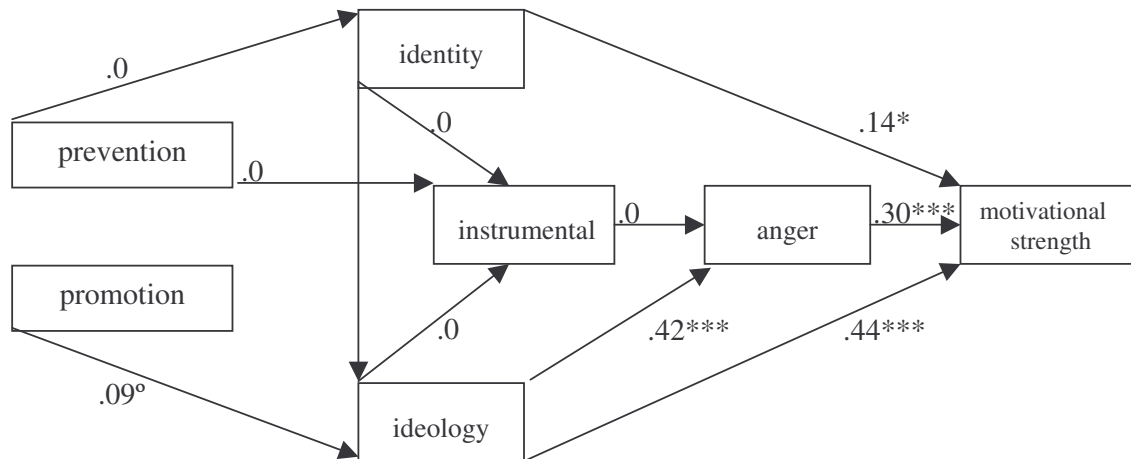 identity
.0
.0
.14*
prevention
.0
instrumental
.0
anger
.30***
motivational
strength
promotion
.0
.42***
.44***
.09º
ideology